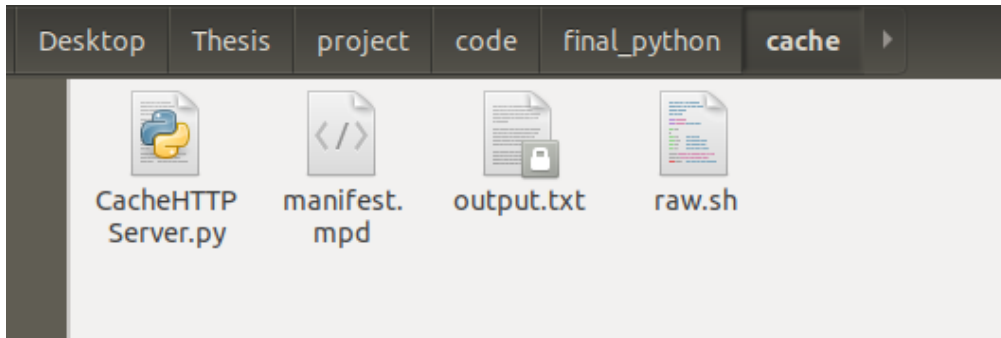 Desktop Thesis project code final_python cache
CacheHTTP manifest. output.txt raw.sh
Server.py mpd